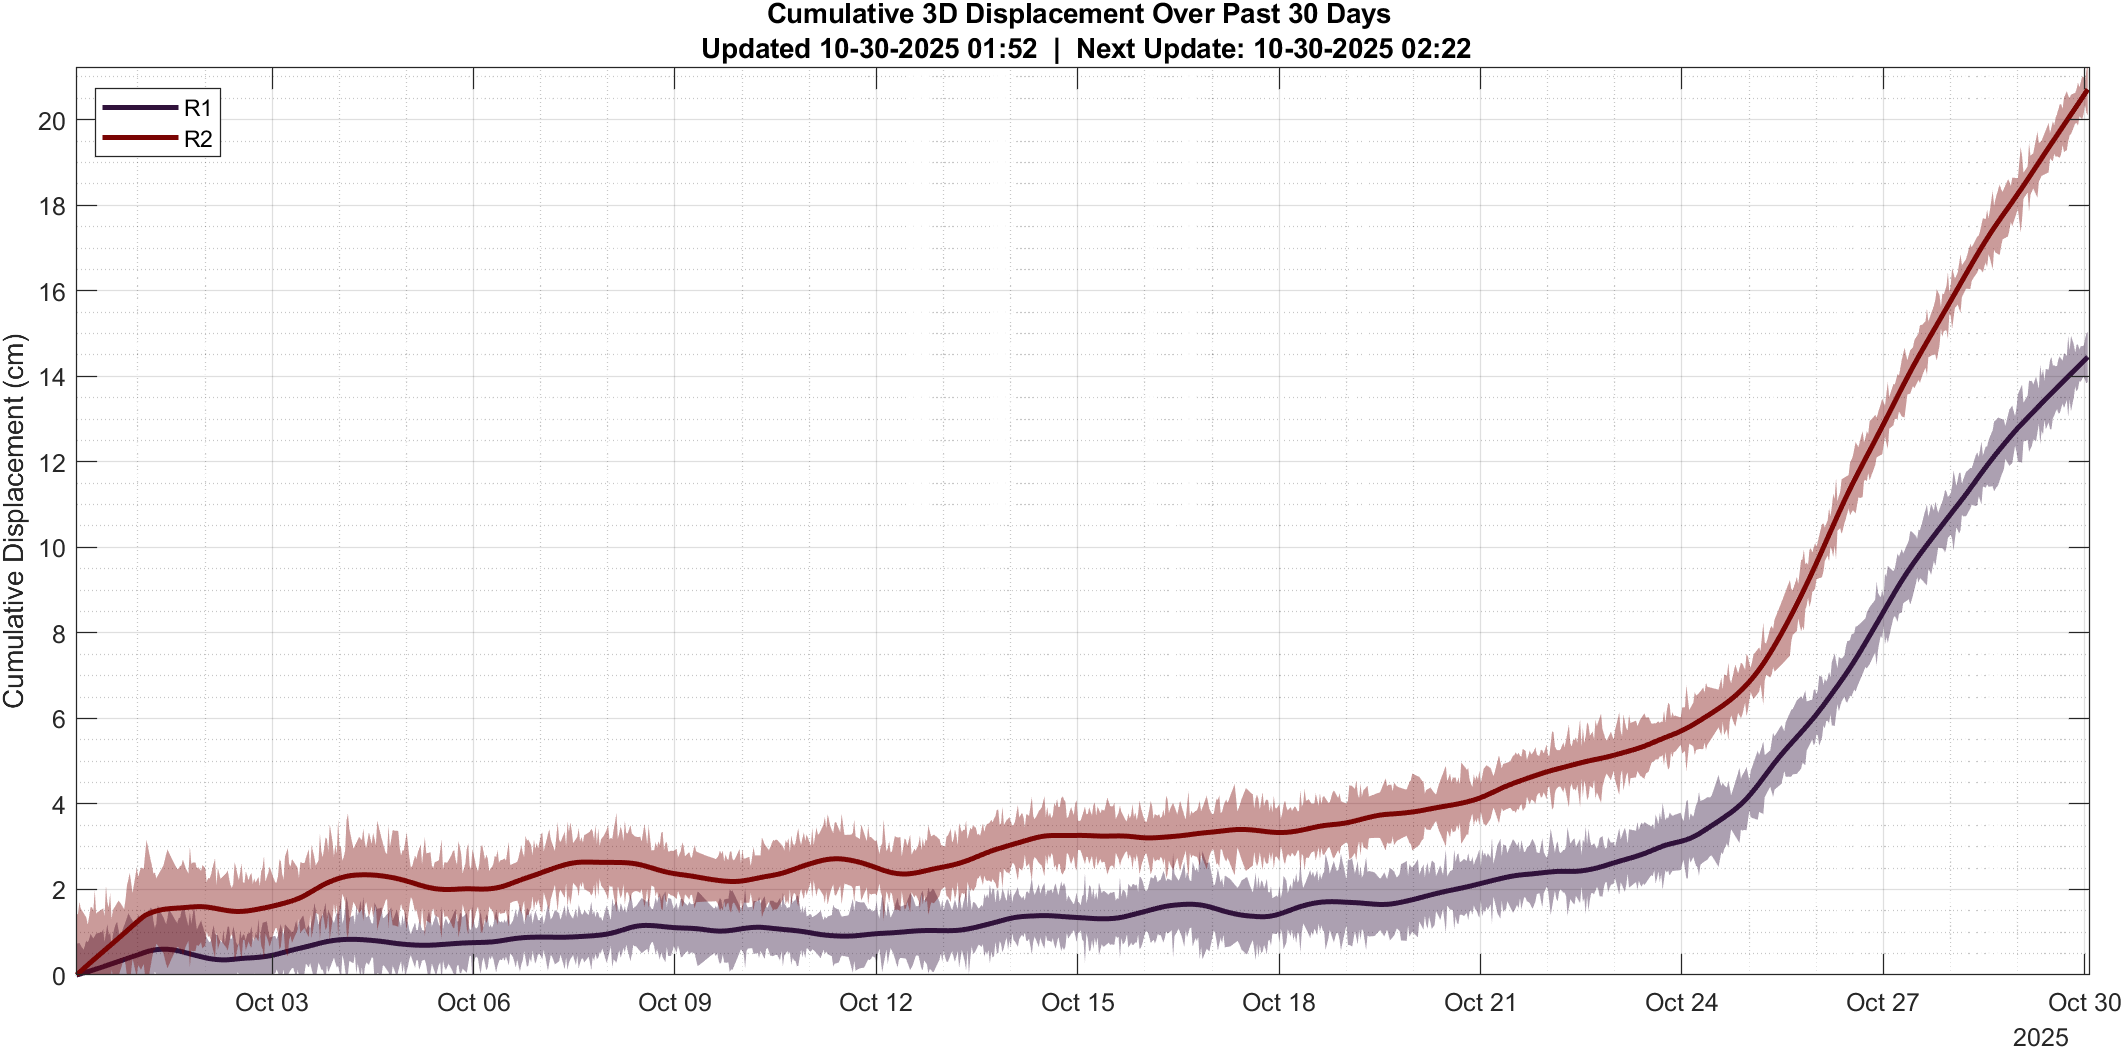 Cumulative 3D Displacement Over Past 30 Days
Updated 10-30-2025 01:52 | Next Update: 10-30-2025 02:22
R1
R2
Cumulative Displacement (cm)
20
18
16
14
12
10
8
6
4
2
0
Oct 03 Oct 06 Oct 09 Oct 12 Oct 15 Oct 18 Oct 21 Oct 24 Oct 27 Oct 30
2025